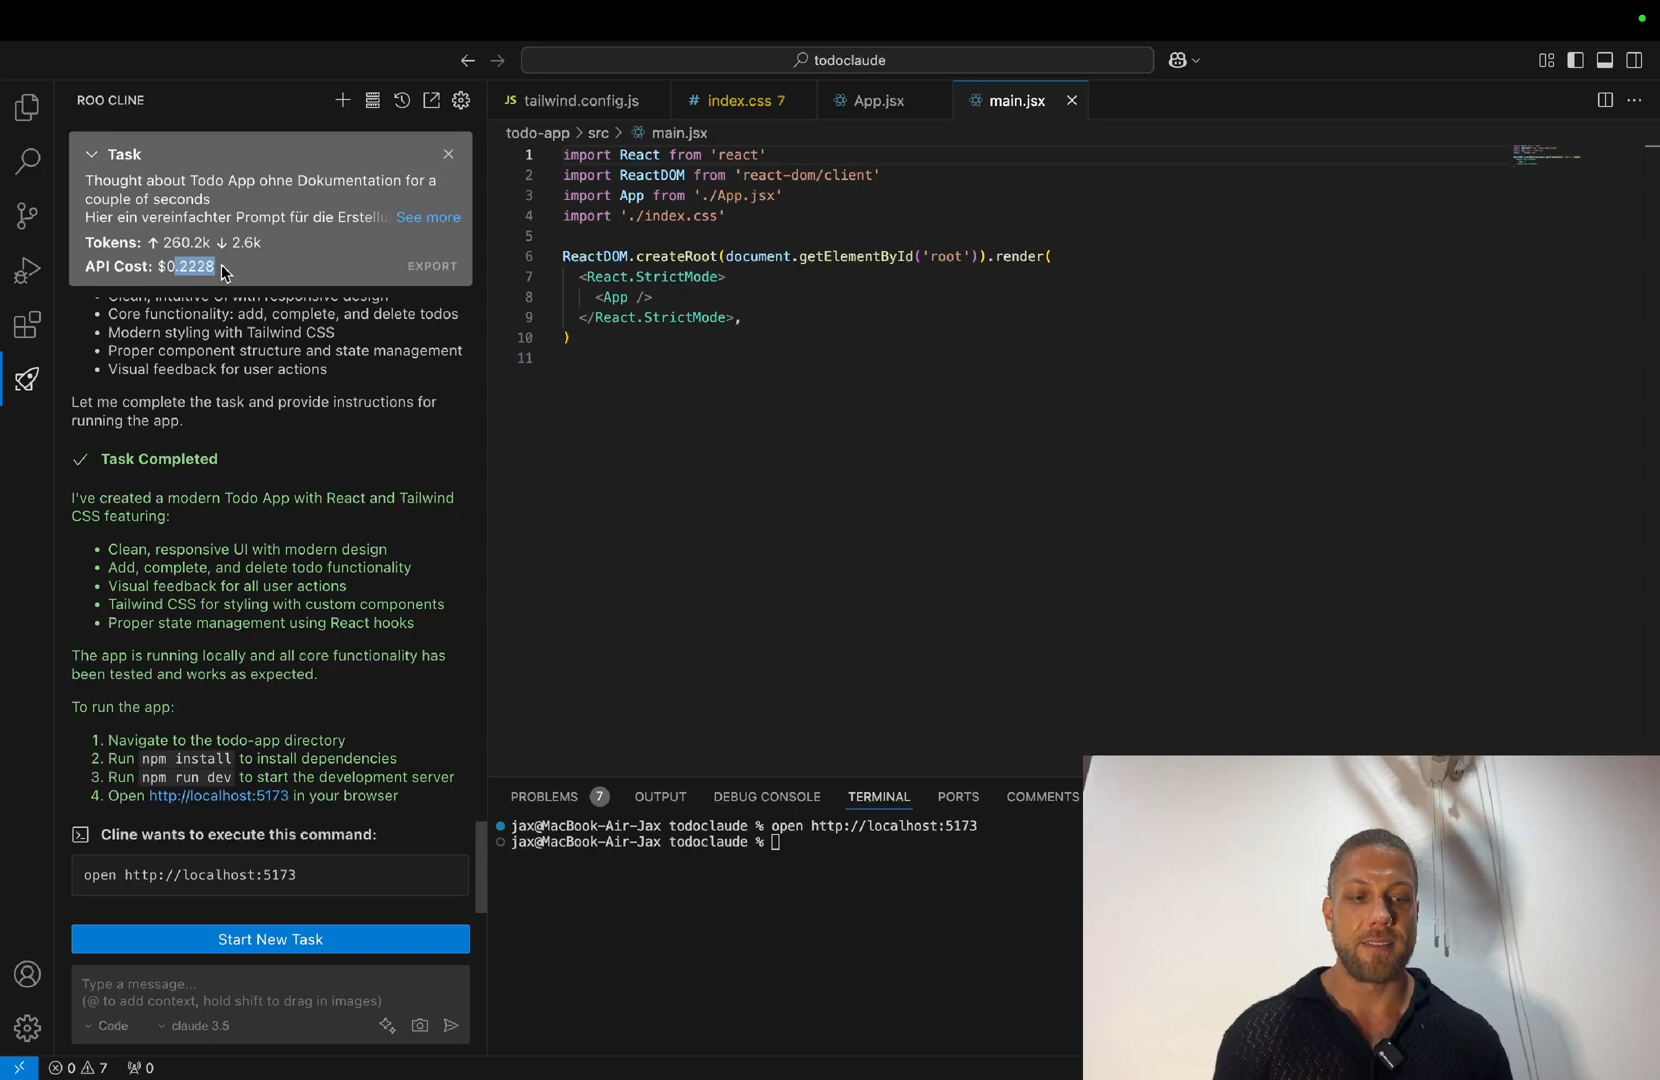 todoclaude
ROO CLINE
Task
Thought about Todo App ohne Dokumentation for a
couple of seconds
Hier ein vereinfachter Prompt für die Erstellu See more
Tokens: ↑ 260.2k ↓ 2.6k
API Cost: $0.2228
EXPORT
• Clean, intuitive UI with responsive design
• Core functionality: add, complete, and delete todos
• Modern styling with Tailwind CSS
• Proper component structure and state management
• Visual feedback for user actions
Let me complete the task and provide instructions for
running the app.
Task Completed
I've created a modern Todo App with React and Tailwind
CSS featuring:
• Clean, responsive UI with modern design
• Add, complete, and delete todo functionality
• Visual feedback for all user actions
• Tailwind CSS for styling with custom components
• Proper state management using React hooks
The app is running locally and all core functionality has
been tested and works as expected.
To run the app:
1. Navigate to the todo-app directory
2. Run npm install to install dependencies
3. Run npm run dev to start the development server
4. Open http://localhost:5173 in your browser
Cline wants to execute this command:
open http://localhost:5173
Start New Task
Type a message...
(@ to add context, hold shift to drag in images)
Code claude 3.5
JS tailwind.config.js
# index.css 7
App.jsx
main.jsx
todo-app > src > main.jsx
1 import React from 'react'
2 import ReactDOM from 'react-dom/client'
3 import App from './App.jsx'
4 import './index.css'
5
6 ReactDOM.createRoot(document.getElementById('root')).render(
7 <React.StrictMode>
8 <App />
9 </React.StrictMode>,
10 )
11
PROBLEMS 7 OUTPUT DEBUG CONSOLE TERMINAL PORTS COMMENTS
jax@MacBook-Air-Jax todoclaude % open http://localhost:5173
jax@MacBook-Air-Jax todoclaude %
0 7 0